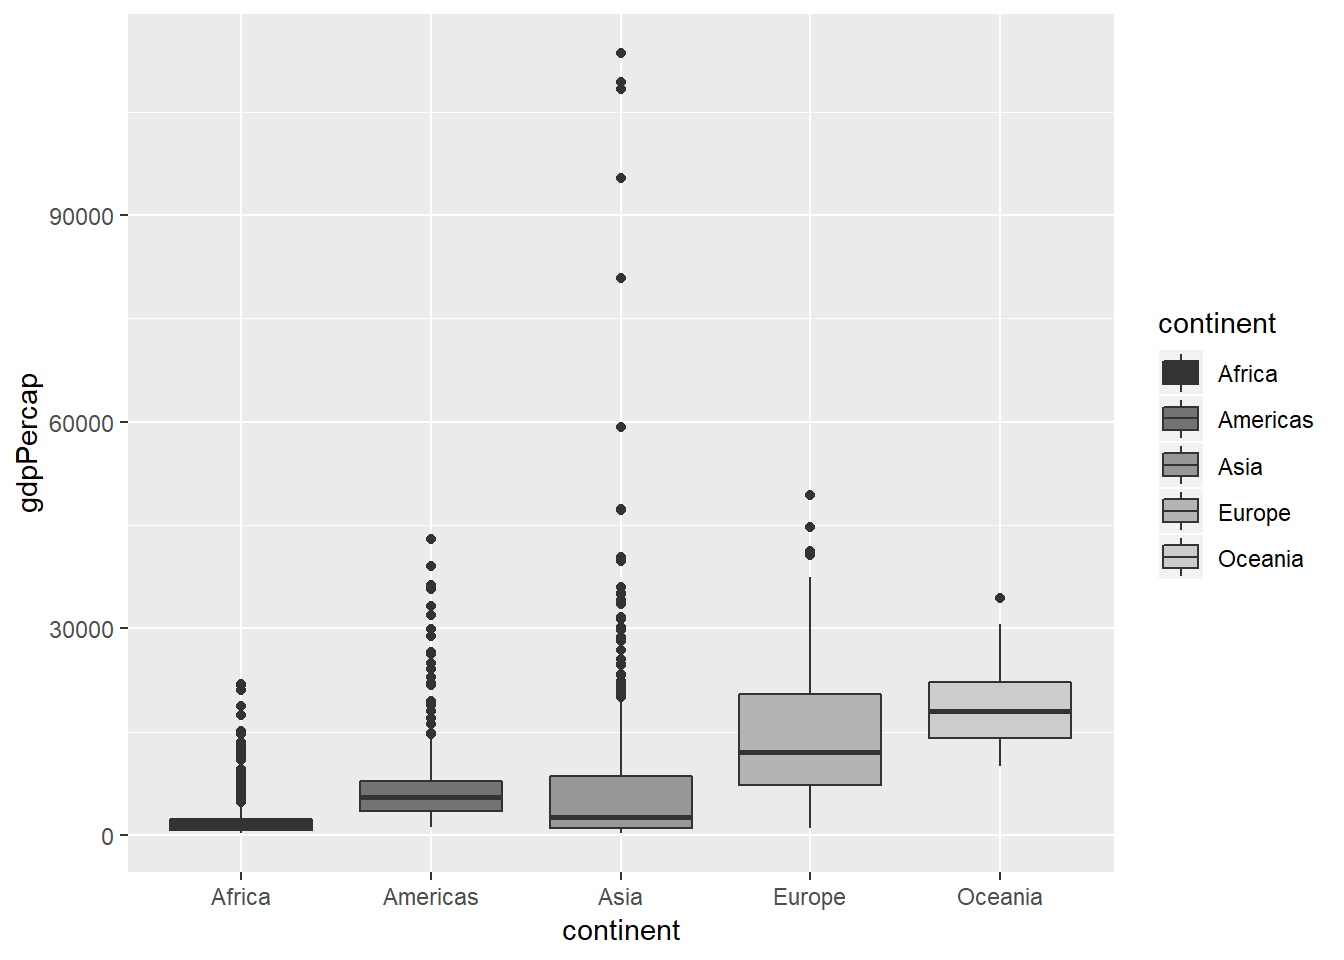 gdpPercap
90000
60000
30000
0
Africa
Americas
Asia
Europe
Oceania
continent
continent
Africa
Americas
Asia
Europe
Oceania